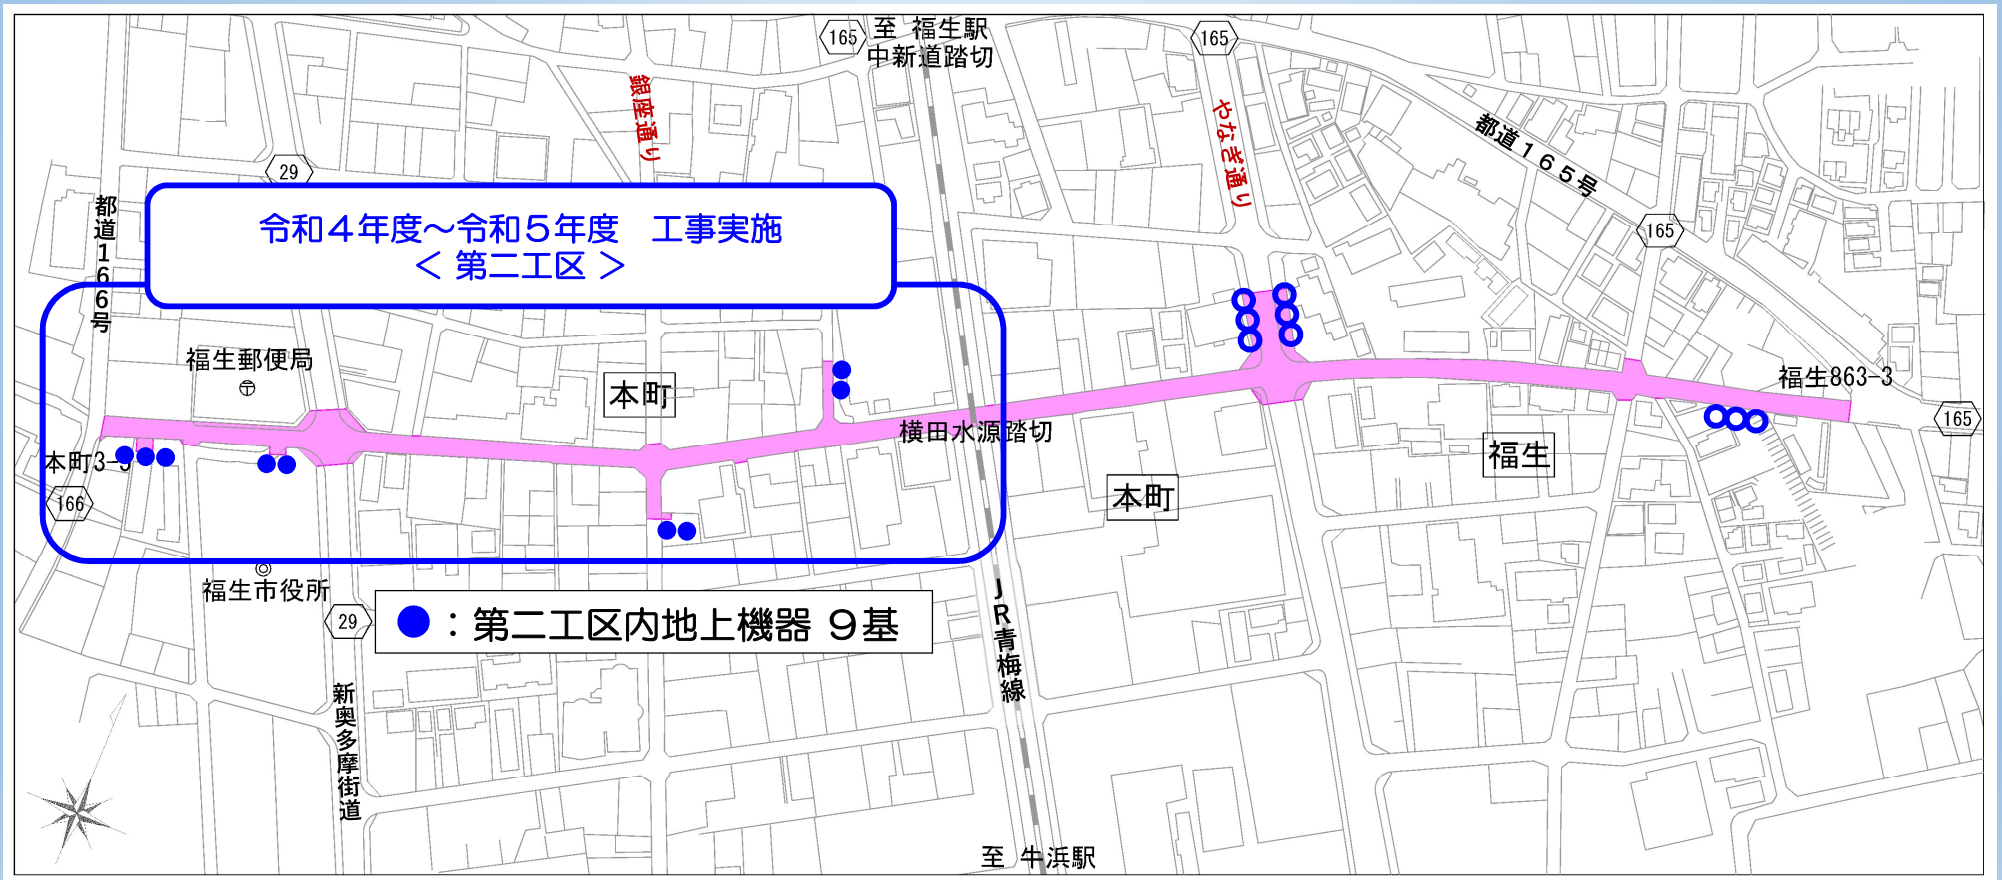 165
至 福生駅
中新道踏切
165
銀座通り
やなぎ通り
都道165号
29
都道166号
令和4年度～令和5年度　工事実施
＜ 第二工区 ＞
165
福生郵便局
本町
福生863-3
165
横田水源踏切
本町3-5
福生
本町
166
福生市役所
29
●：第二工区内地上機器 9基
JR青梅線
新奥多摩街道
至 牛浜駅